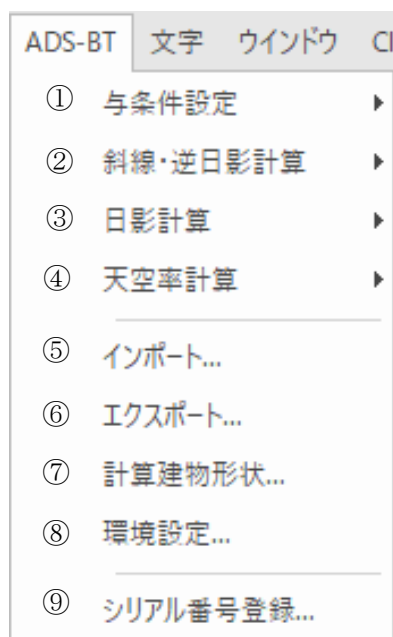 ADS-BT 文字 ウインドウ
① 与条件設定
② 斜線・逆日影計算
③ 日影計算
④ 天空率計算
⑤ インポート...
⑥ エクスポート...
⑦ 計算建物形状...
⑧ 環境設定...
⑨ シリアル番号登録...